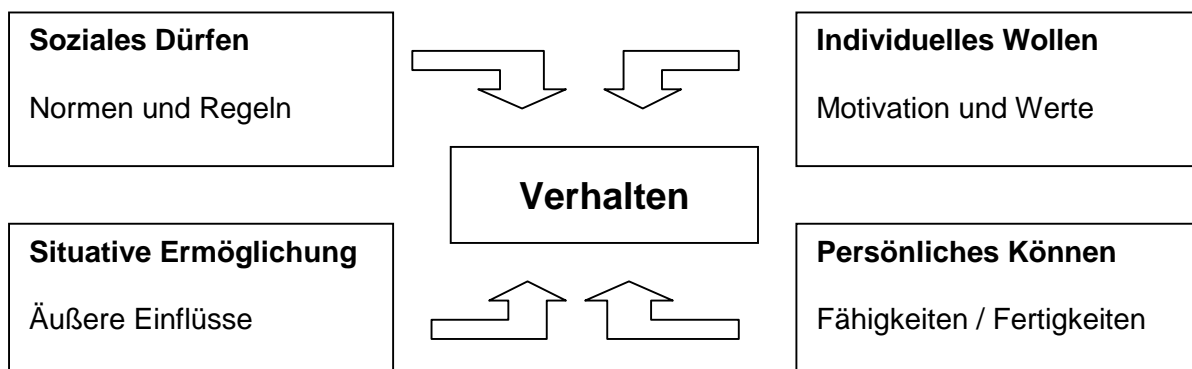 Soziales Dürfen
Normen und Regeln
Individuelles Wollen
Motivation und Werte
Verhalten
Situative Ermöglichung
Äußere Einflüsse
Persönliches Können
Fähigkeiten / Fertigkeiten